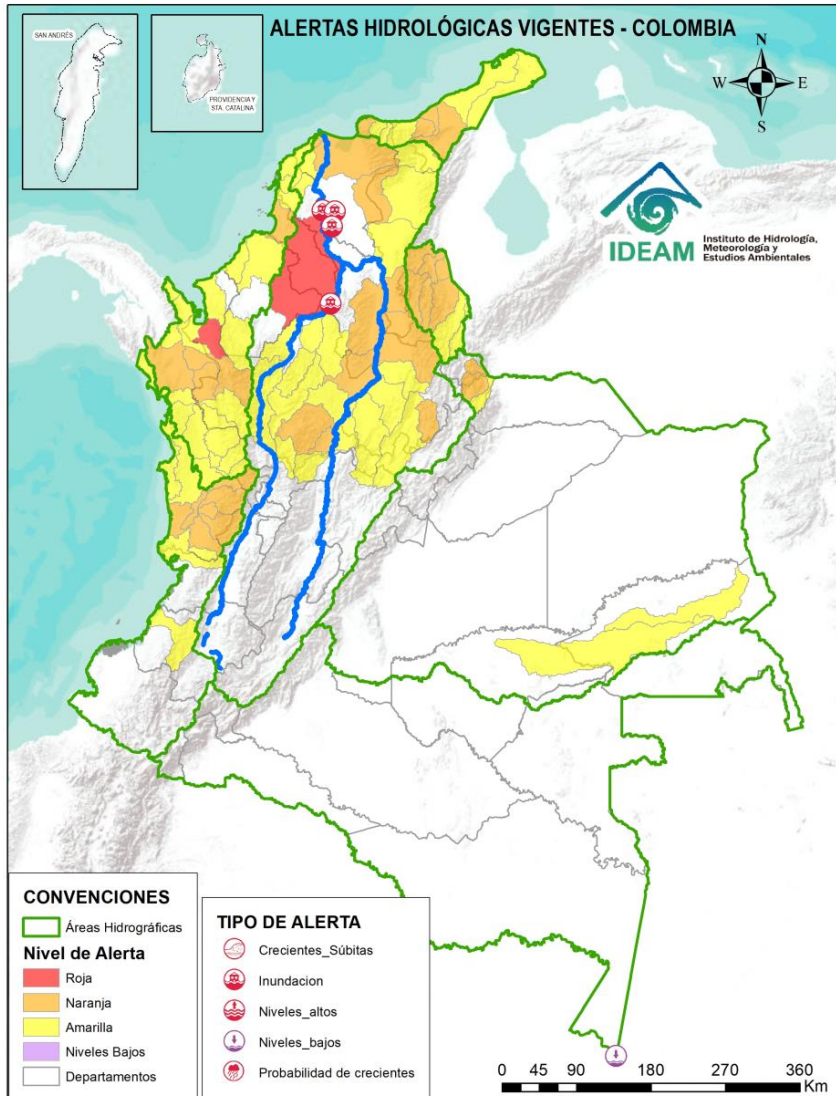 ALERTAS HIDROLÓGICAS VIGENTES - COLOMBIA
SAN ANDRÉS
PROVIDENCIA Y
STA. CATALINA
N
W
E
S
IDEAM
Instituto de Hidrología,
Meteorología y
Estudios Ambientales
CONVENCIONES
Áreas Hidrográficas
Nivel de Alerta
Roja
Naranja
Amarilla
Niveles Bajos
Departamentos
TIPO DE ALERTA
Crecientes_Súbitas
Inundacion
Niveles_altos
Niveles_bajos
Probabilidad de crecientes
0 45 90 180 270 360
Km